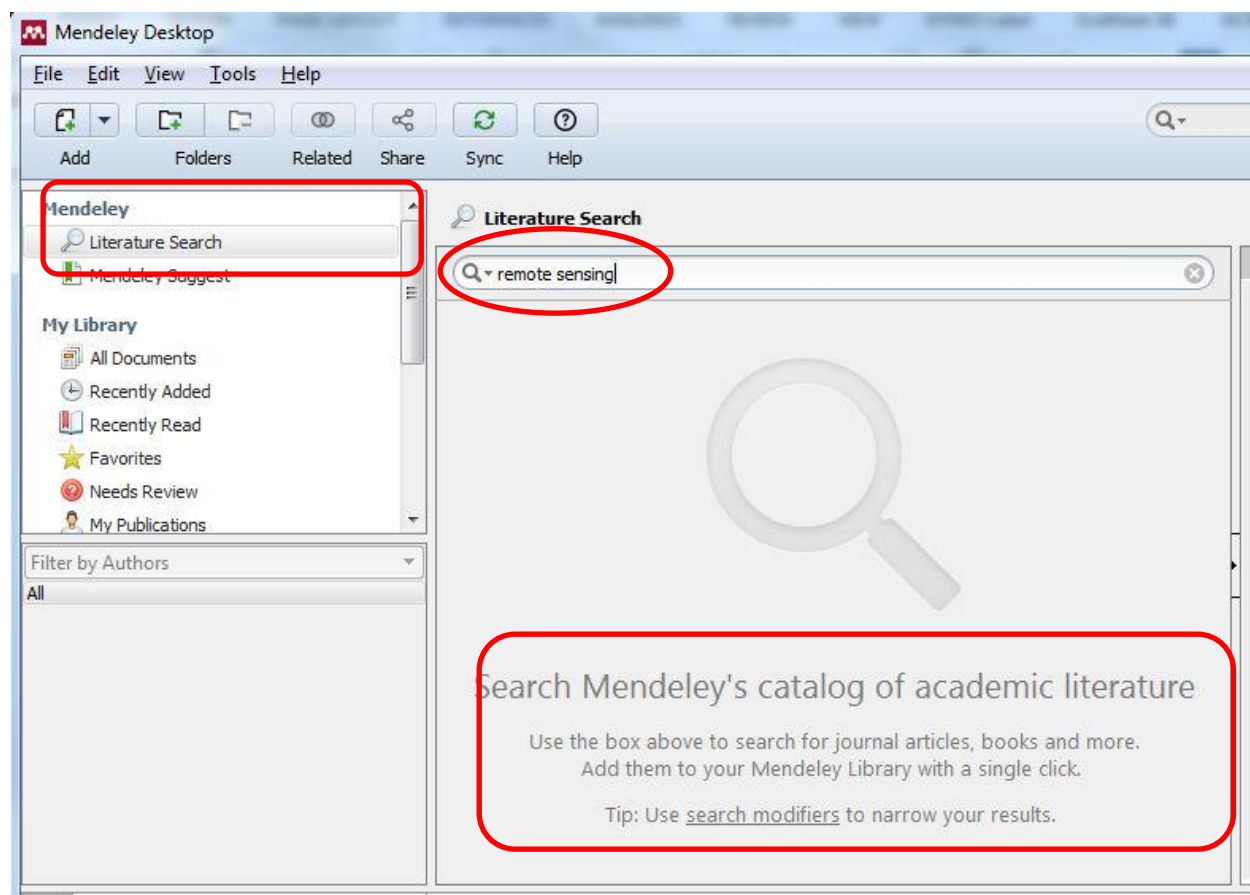 Mendeley Desktop
File Edit View Tools Help
Add Folders Related Share Sync Help
Mendeley
Literature Search
Mendeley Suggest
My Library
All Documents
Recently Added
Recently Read
Favorites
Needs Review
My Publications
Filter by Authors
All
Literature Search
remote sensing
Search Mendeley's catalog of academic literature
Use the box above to search for journal articles, books and more.
Add them to your Mendeley Library with a single click.
Tip: Use search modifiers to narrow your results.